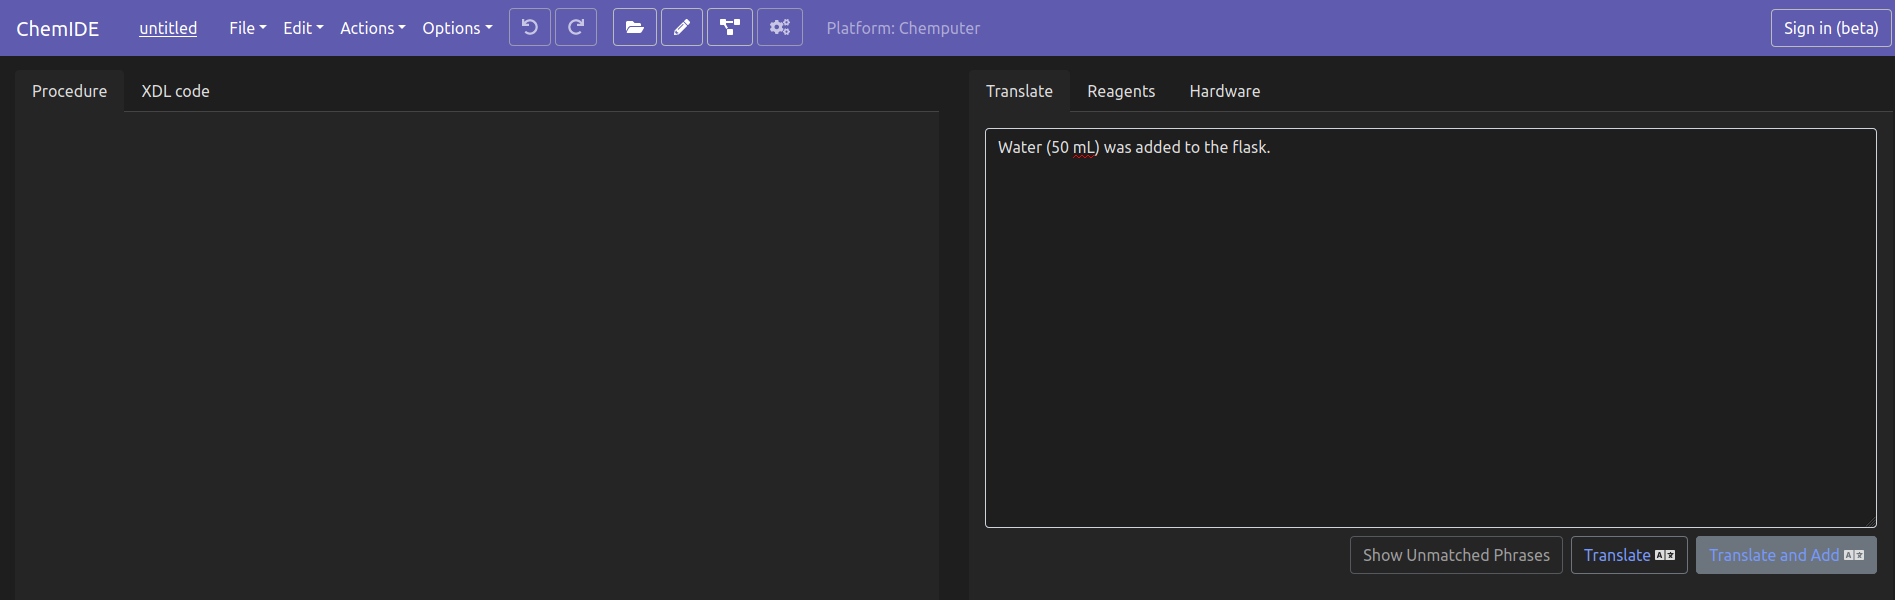 ChemIDE untitled File Edit Actions Options Platform: Chemputer Sign in (beta)
Procedure XDL code
Translate Reagents Hardware
Water (50 mL) was added to the flask.
Show Unmatched Phrases Translate Translate and Add